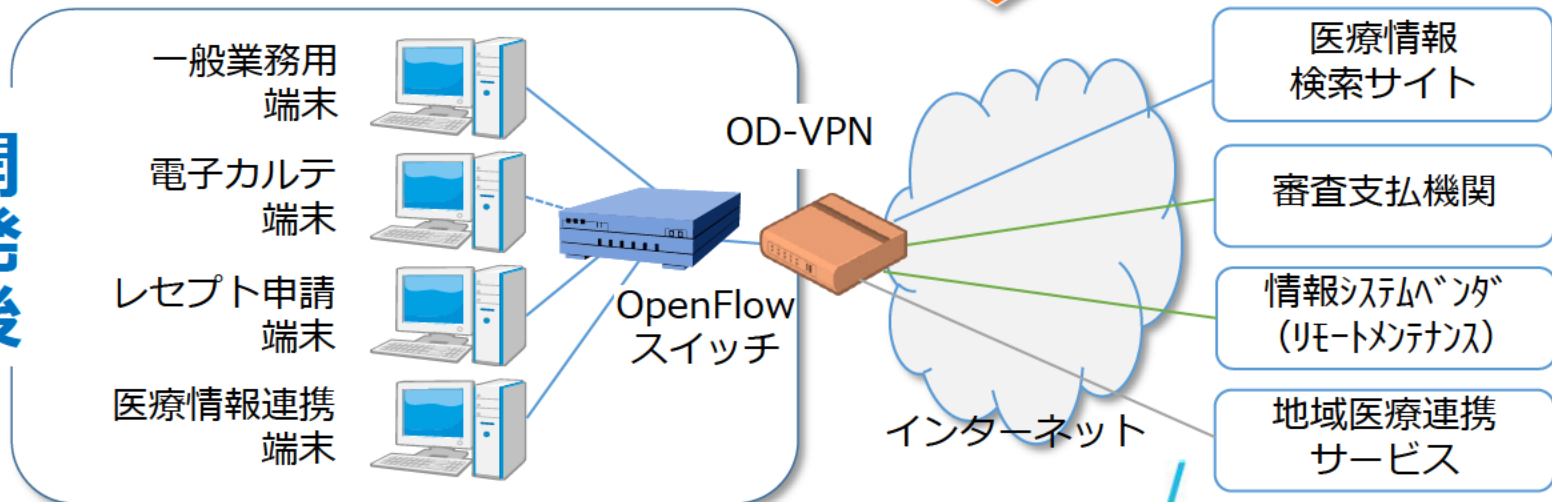 開
発
後
一般業務用
端末
電子カルテ
端末
レセプト申請
端末
医療情報連携
端末
OpenFlow
スイッチ
OD-VPN
インターネット
医療情報
検索サイト
審査支払機関
情報ｼｽﾃﾑﾍﾞﾝﾀﾞ
(ﾘﾓｰﾄﾒﾝﾃﾅﾝｽ)
地域医療連携
サービス